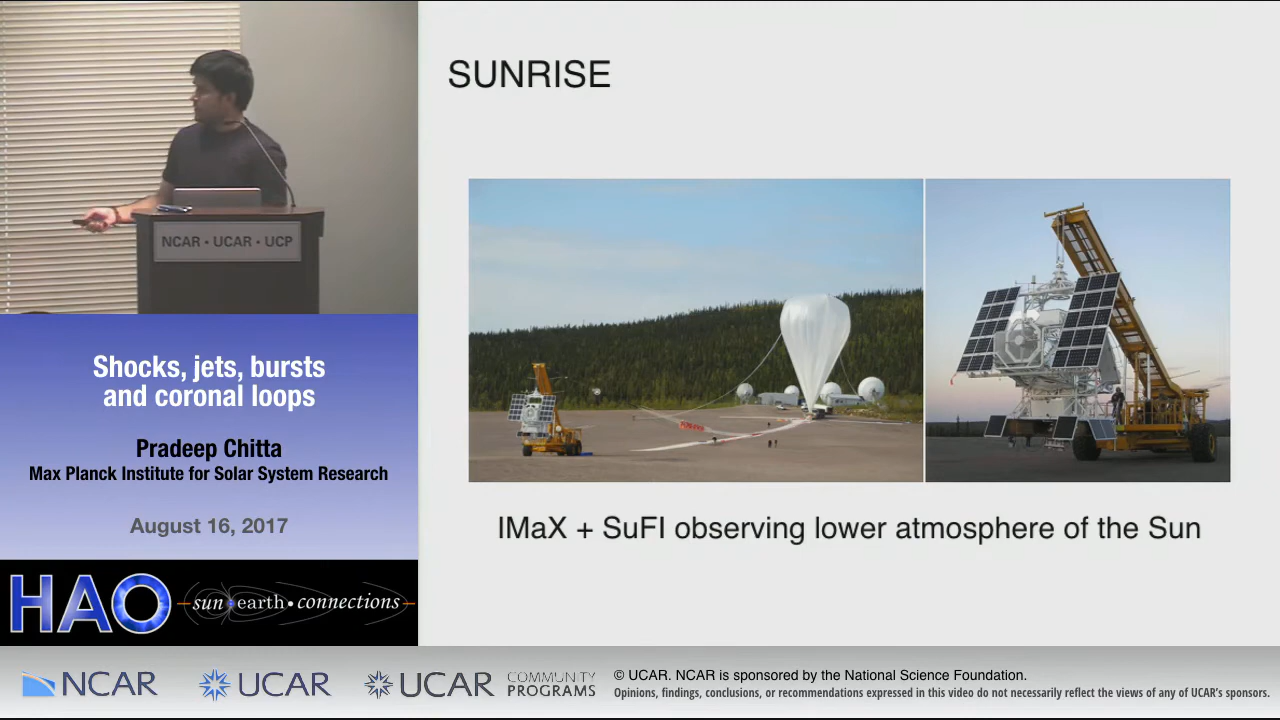 SUNRISE
IMaX + SuFI observing lower atmosphere of the Sun
NCAR • UCAR • UCP
Shocks, jets, bursts
and coronal loops
Pradeep Chitta
Max Planck Institute for Solar System Research
August 16, 2017
HAO
sun • earth • connections
NCAR
UCAR
UCAR
COMMUNITY
PROGRAMS
© UCAR. NCAR is sponsored by the National Science Foundation.
Opinions, findings, conclusions, or recommendations expressed in this video do not necessarily reflect the views of any of UCAR's sponsors.